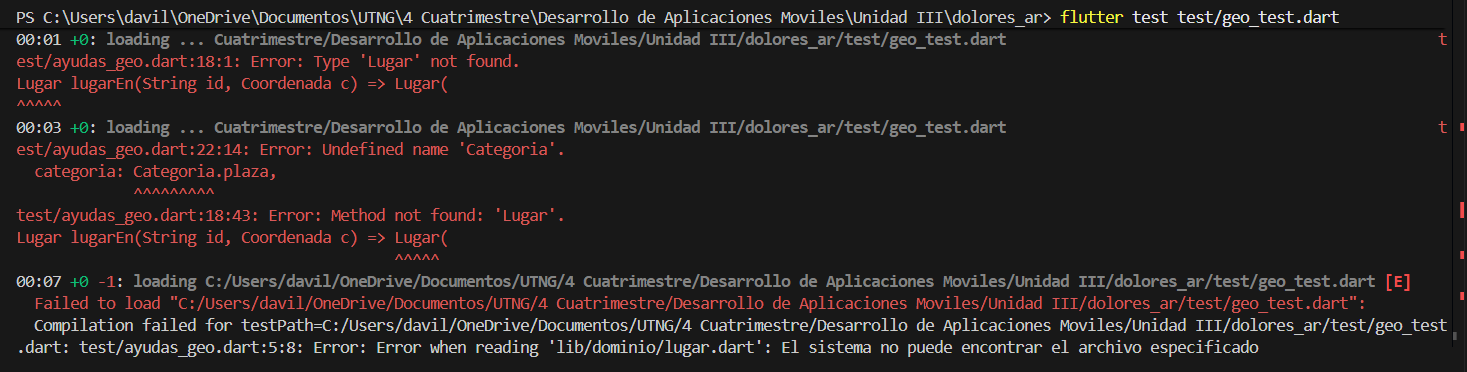 PS C:\Users\davil\OneDrive\Documentos\UTNG\4 Cuatrimestre\Desarrollo de Aplicaciones Moviles\Unidad III\dolores_ar> flutter test test/geo_test.dart
00:01 +0: loading ... Cuatrimestre/Desarrollo de Aplicaciones Moviles/Unidad III/dolores_ar/test/geo_test.dart t
est/ayudas_geo.dart:18:1: Error: Type 'Lugar' not found.
Lugar lugarEn(String id, Coordenada c) => Lugar(
^^^^^
00:03 +0: loading ... Cuatrimestre/Desarrollo de Aplicaciones Moviles/Unidad III/dolores_ar/test/geo_test.dart t
est/ayudas_geo.dart:22:14: Error: Undefined name 'Categoria'.
  categoria: Categoria.plaza,
             ^^^^^^^^^
test/ayudas_geo.dart:18:43: Error: Method not found: 'Lugar'.
Lugar lugarEn(String id, Coordenada c) => Lugar(
                                          ^^^^^
00:07 +0 -1: loading C:/Users/davil/OneDrive/Documentos/UTNG/4 Cuatrimestre/Desarrollo de Aplicaciones Moviles/Unidad III/dolores_ar/test/geo_test.dart [E]
  Failed to load "C:/Users/davil/OneDrive/Documentos/UTNG/4 Cuatrimestre/Desarrollo de Aplicaciones Moviles/Unidad III/dolores_ar/test/geo_test.dart":
  Compilation failed for testPath=C:/Users/davil/OneDrive/Documentos/UTNG/4 Cuatrimestre/Desarrollo de Aplicaciones Moviles/Unidad III/dolores_ar/test/geo_test
.dart: test/ayudas_geo.dart:5:8: Error: Error when reading 'lib/dominio/lugar.dart': El sistema no puede encontrar el archivo especificado